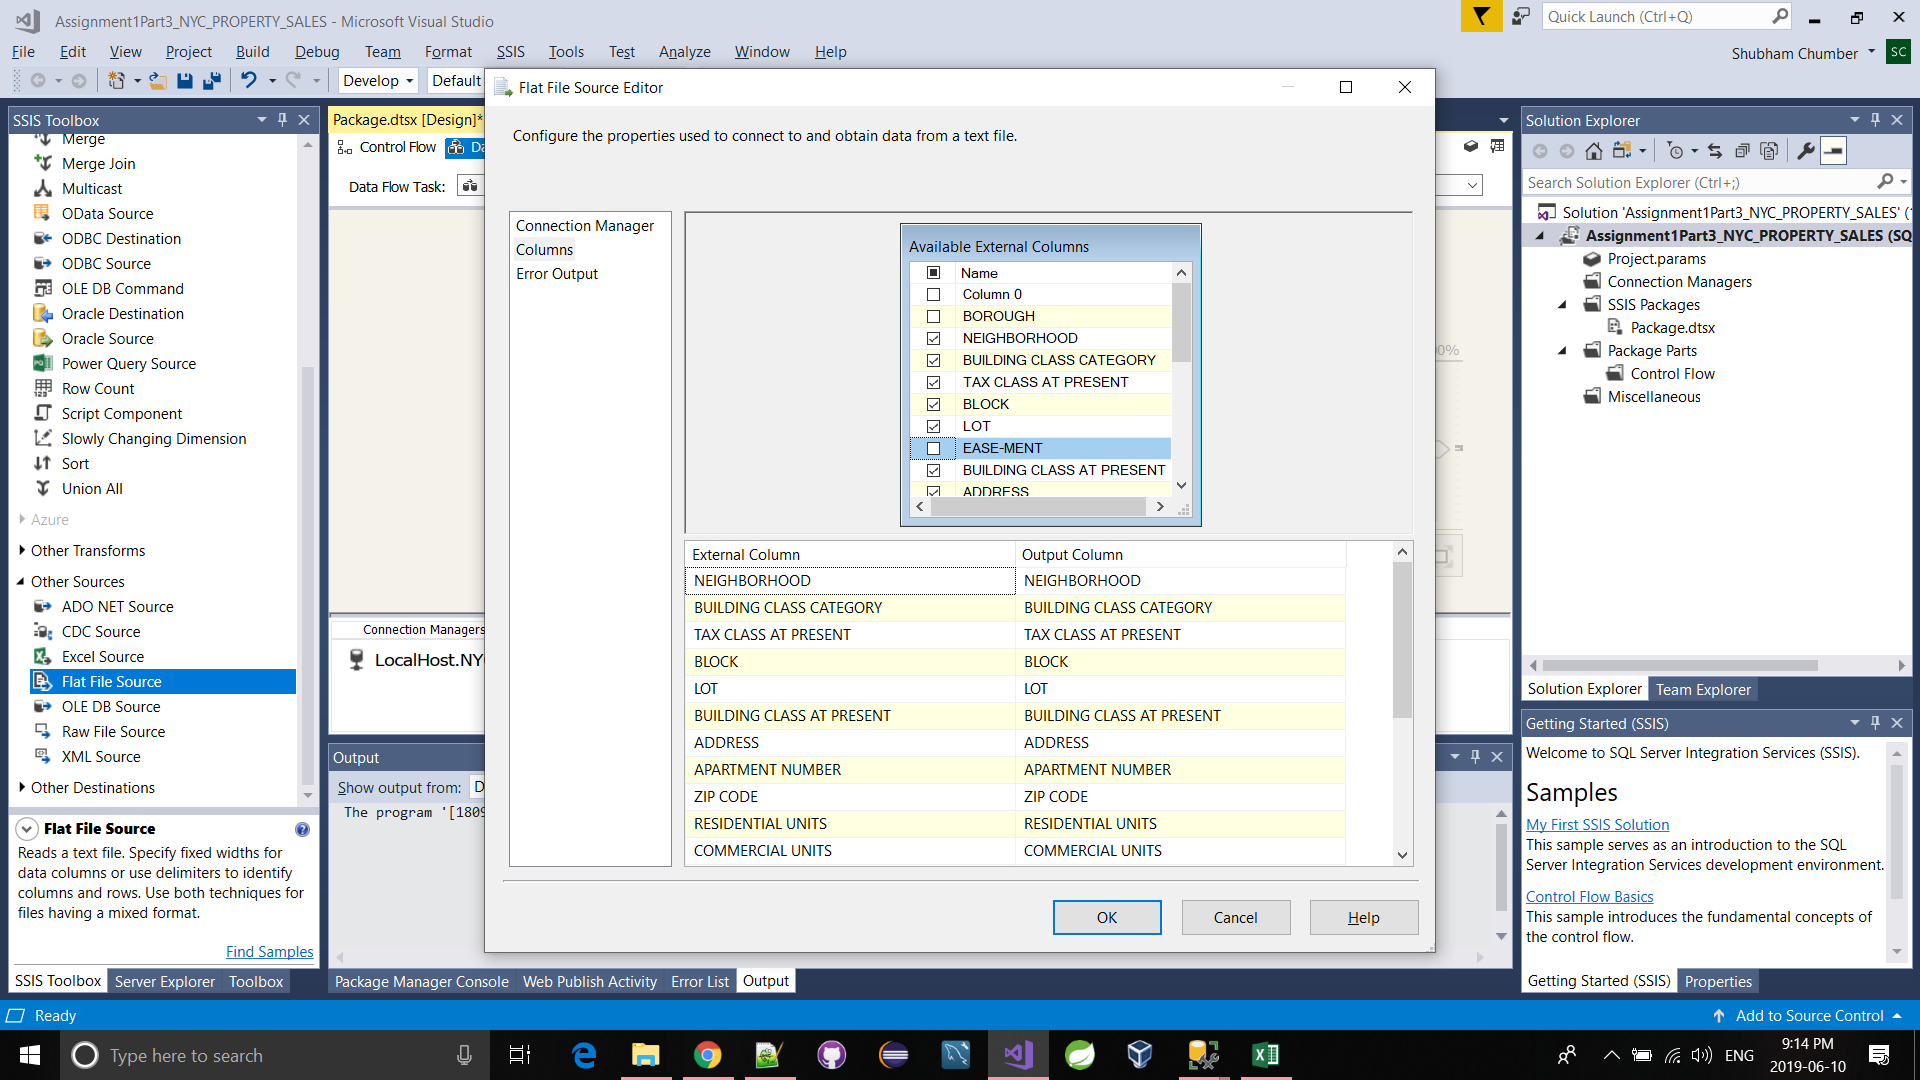 Assignment1Part3_NYC_PROPERTY_SALES - Microsoft Visual Studio
Quick Launch (Ctrl+Q)
File Edit View Project Build Debug Team Format SSIS Tools Test Analyze Window Help
Shubham Chumber SC
Develop Default
SSIS Toolbox
Merge
Merge Join
Multicast
OData Source
ODBC Destination
ODBC Source
OLE DB Command
Oracle Destination
Oracle Source
Power Query Source
Row Count
Script Component
Slowly Changing Dimension
Sort
Union All
Azure
Other Transforms
Other Sources
ADO NET Source
CDC Source
Excel Source
Flat File Source
OLE DB Source
Raw File Source
XML Source
Other Destinations
Flat File Source
Reads a text file. Specify fixed widths for
data columns or use delimiters to identify
columns and rows. Use both techniques for
files having a mixed format.
Find Samples
SSIS Toolbox Server Explorer Toolbox
Package.dtsx [Design]*
Control Flow Da
Data Flow Task:
Connection Managers
LocalHost.NY
Output
Show output from: D
The program '[1809
Package Manager Console Web Publish Activity Error List Output
Flat File Source Editor
Configure the properties used to connect to and obtain data from a text file.
Connection Manager
Columns
Error Output
Available External Columns
Name
Column 0
BOROUGH
NEIGHBORHOOD
BUILDING CLASS CATEGORY
TAX CLASS AT PRESENT
BLOCK
LOT
EASE-MENT
BUILDING CLASS AT PRESENT
ADDRESS
External Column Output Column
NEIGHBORHOOD NEIGHBORHOOD
BUILDING CLASS CATEGORY BUILDING CLASS CATEGORY
TAX CLASS AT PRESENT TAX CLASS AT PRESENT
BLOCK BLOCK
LOT LOT
BUILDING CLASS AT PRESENT BUILDING CLASS AT PRESENT
ADDRESS ADDRESS
APARTMENT NUMBER APARTMENT NUMBER
ZIP CODE ZIP CODE
RESIDENTIAL UNITS RESIDENTIAL UNITS
COMMERCIAL UNITS COMMERCIAL UNITS
OK Cancel Help
0%
Solution Explorer
Search Solution Explorer (Ctrl+;)
Solution 'Assignment1Part3_NYC_PROPERTY_SALES' (
Assignment1Part3_NYC_PROPERTY_SALES (SQ
Project.params
Connection Managers
SSIS Packages
Package.dtsx
Package Parts
Control Flow
Miscellaneous
Solution Explorer Team Explorer
Getting Started (SSIS)
Welcome to SQL Server Integration Services (SSIS).
Samples
My First SSIS Solution
This sample serves as an introduction to the SQL
Server Integration Services development environment.
Control Flow Basics
This sample introduces the fundamental concepts of
the control flow.
Getting Started (SSIS) Properties
Ready
Add to Source Control
Type here to search
ENG
9:14 PM
2019-06-10